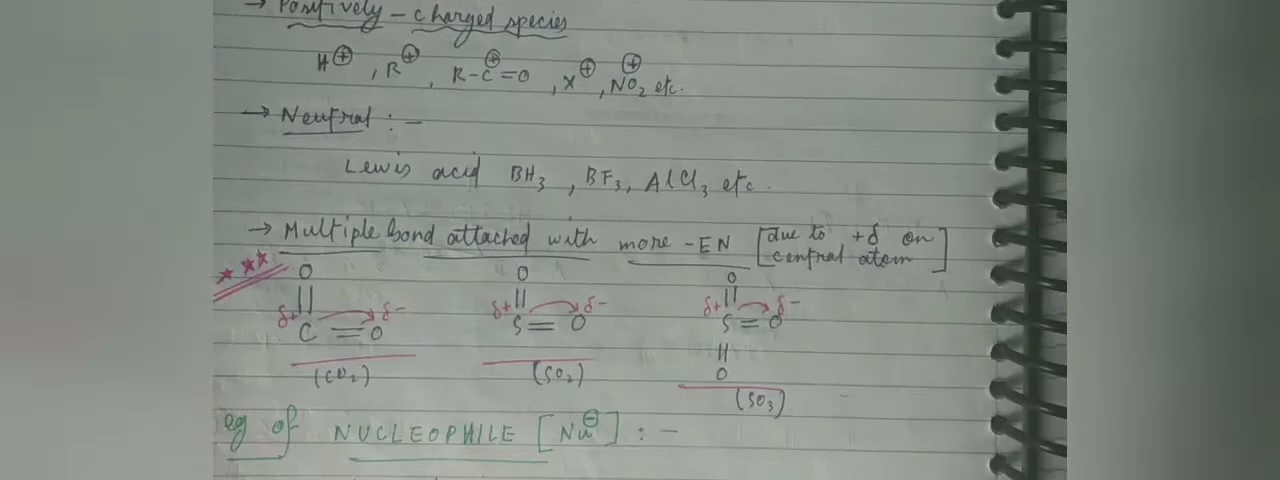 → Positively - charged species
H⊕, R⊕, R-C⊕=O, X⊕, NO2⊕ etc.
→ Neutral :-
Lewis acid BH3, BF3, AlCl3 etc.
→ Multiple bond attached with more -EN [due to +δ on central atom]
★★★
O O O
|| || ||
δ+ C=O δ- δ+ S=O δ- δ+ S=O δ-
||
O
(CO2) (SO2) (SO3)
eg of NUCLEOPHILE [Nu⊖] :-